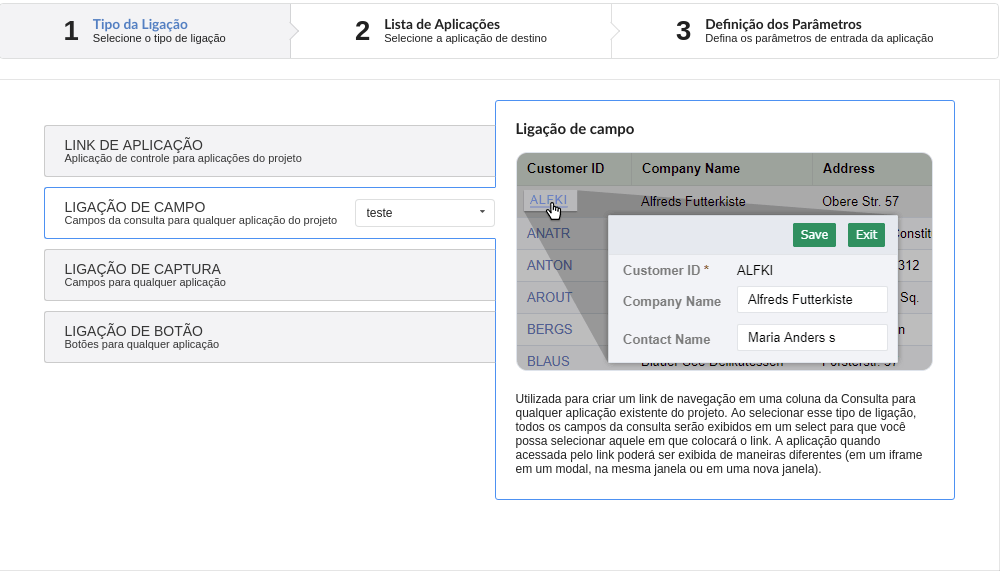 1 Tipo da Ligação
Selecione o tipo de ligação
2 Lista de Aplicações
Selecione a aplicação de destino
3 Definição dos Parâmetros
Defina os parâmetros de entrada da aplicação
LINK DE APLICAÇÃO
Aplicação de controle para aplicações do projeto
LIGAÇÃO DE CAMPO
Campos da consulta para qualquer aplicação do projeto
teste
LIGAÇÃO DE CAPTURA
Campos para qualquer aplicação
LIGAÇÃO DE BOTÃO
Botões para qualquer aplicação
Ligação de campo
Customer ID Company Name Address
ALFKI Alfreds Futterkiste Obere Str. 57
ANATR Constit
ANTON 312
AROUT Sq.
BERGS n
BLAUS Blauer See Delikatessen Forsterstr. 57
Save Exit
Customer ID * ALFKI
Company Name Alfreds Futterkiste
Contact Name Maria Anders s
Utilizada para criar um link de navegação em uma coluna da Consulta para
qualquer aplicação existente do projeto. Ao selecionar esse tipo de ligação,
todos os campos da consulta serão exibidos em um select para que você
possa selecionar aquele em que colocará o link. A aplicação quando
acessada pelo link poderá ser exibida de maneiras diferentes (em um iframe
em um modal, na mesma janela ou em uma nova janela).